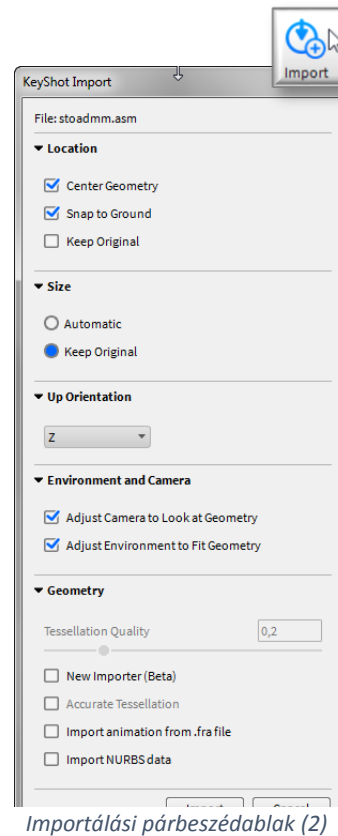 Import
KeyShot Import
File: stoadmm.asm
Location
Center Geometry
Snap to Ground
Keep Original
Size
Automatic
Keep Original
Up Orientation
Z
Environment and Camera
Adjust Camera to Look at Geometry
Adjust Environment to Fit Geometry
Geometry
Tessellation Quality 0,2
New Importer (Beta)
Accurate Tessellation
Import animation from .fra file
Import NURBS data
Import Cancel
Importálási párbeszédablak (2)